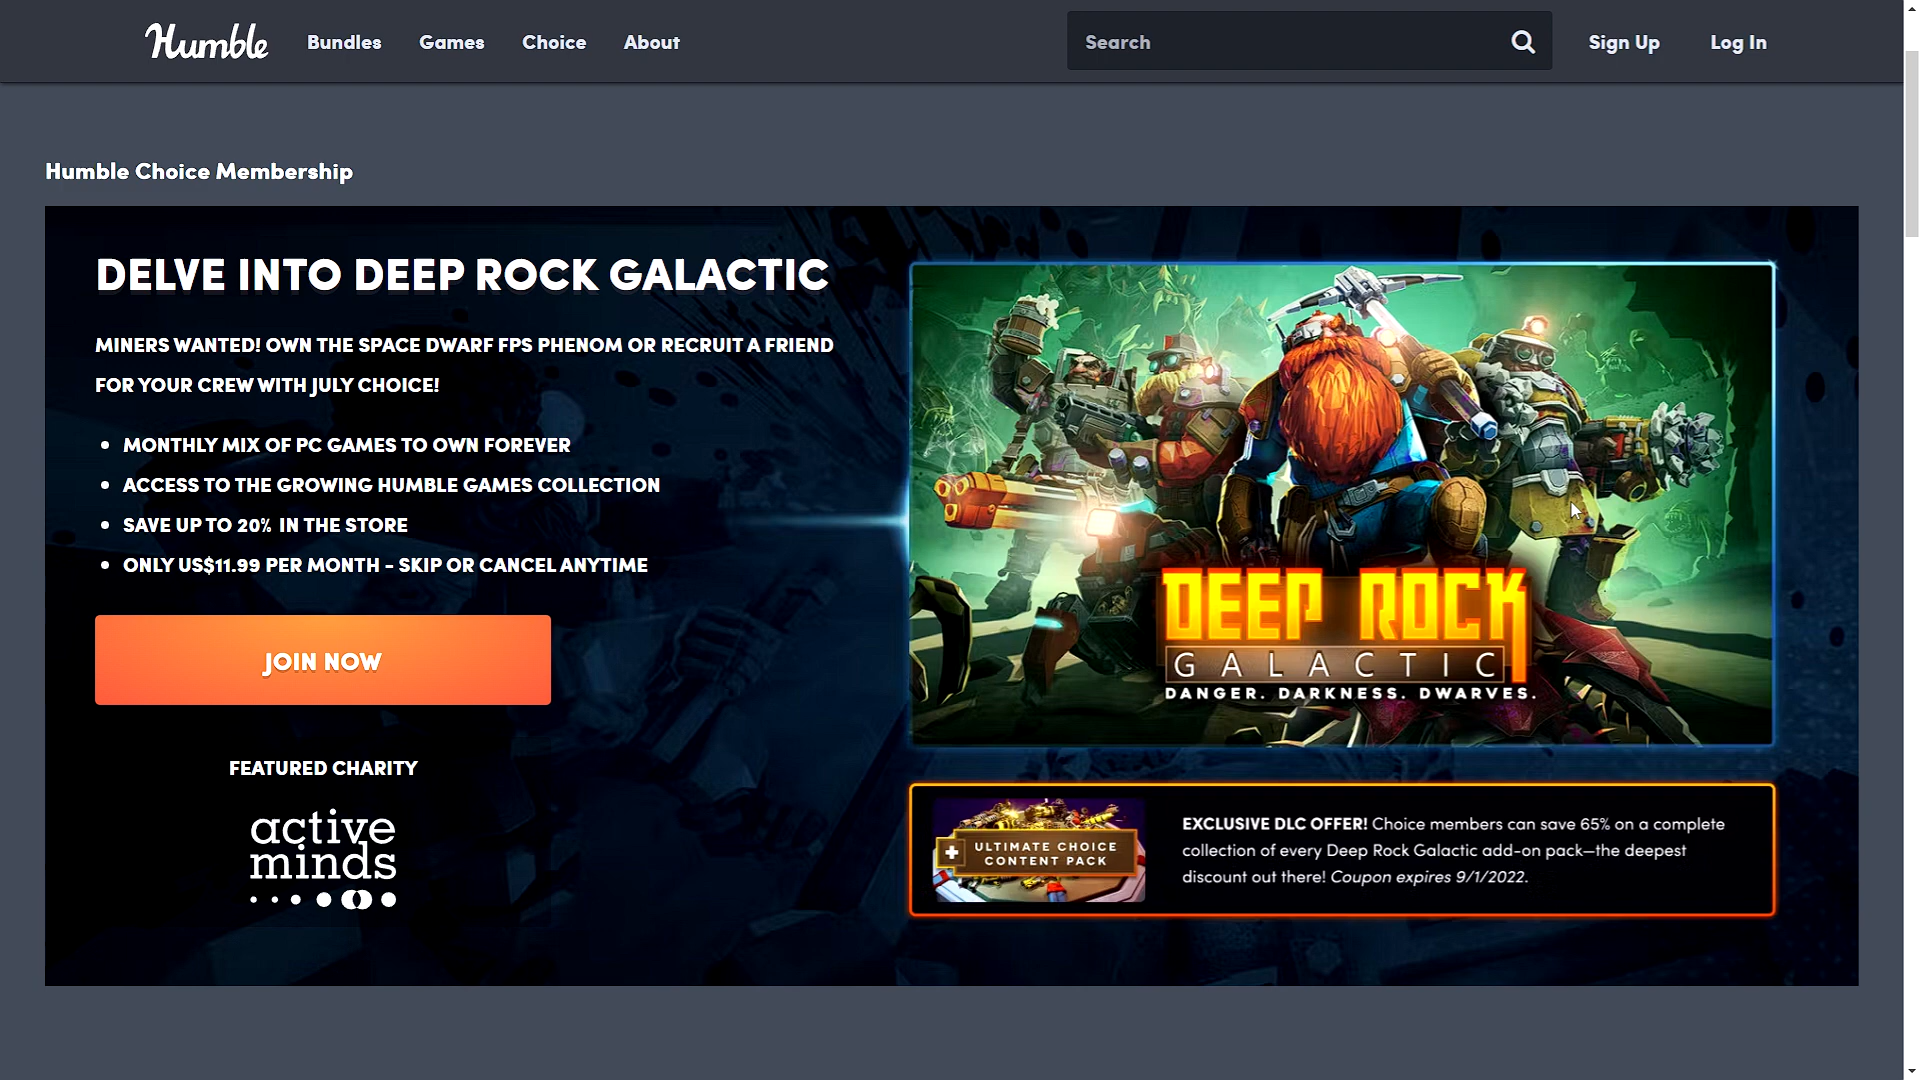 Humble Bundles Games Choice About Search Sign Up Log In
Humble Choice Membership
DELVE INTO DEEP ROCK GALACTIC
MINERS WANTED! OWN THE SPACE DWARF FPS PHENOM OR RECRUIT A FRIEND
FOR YOUR CREW WITH JULY CHOICE!
• MONTHLY MIX OF PC GAMES TO OWN FOREVER
• ACCESS TO THE GROWING HUMBLE GAMES COLLECTION
• SAVE UP TO 20% IN THE STORE
• ONLY US$11.99 PER MONTH - SKIP OR CANCEL ANYTIME
JOIN NOW
FEATURED CHARITY
active
minds
DEEP ROCK
GALACTIC
DANGER. DARKNESS. DWARVES.
+ ULTIMATE CHOICE
CONTENT PACK
EXCLUSIVE DLC OFFER! Choice members can save 65% on a complete
collection of every Deep Rock Galactic add-on pack—the deepest
discount out there! Coupon expires 9/1/2022.